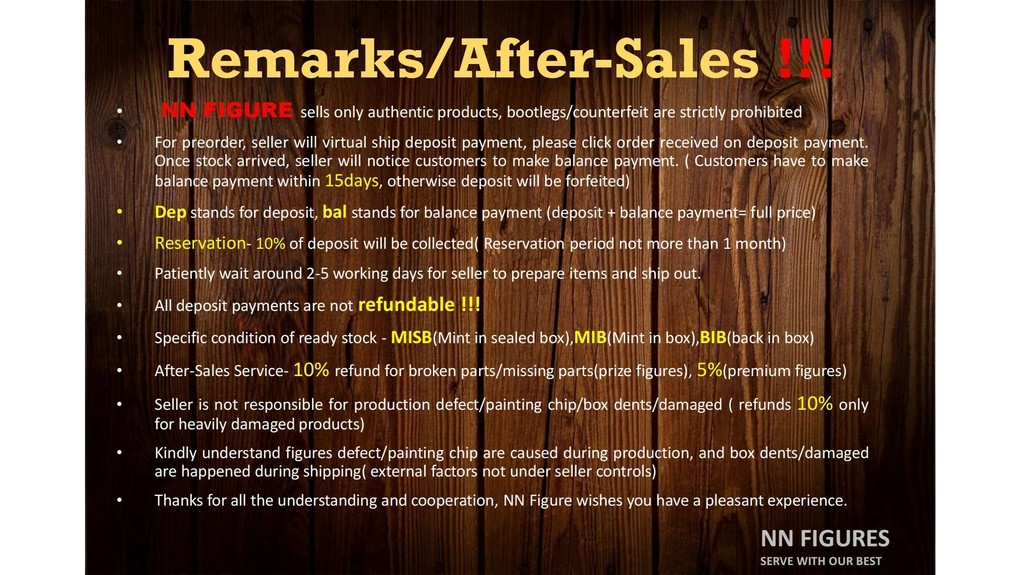 Remarks/After-Sales !!!
• NN FIGURE sells only authentic products, bootlegs/counterfeit are strictly prohibited
• For preorder, seller will virtual ship deposit payment, please click order received on deposit payment.
Once stock arrived, seller will notice customers to make balance payment. ( Customers have to make
balance payment within 15days, otherwise deposit will be forfeited)
• Dep stands for deposit, bal stands for balance payment (deposit + balance payment= full price)
• Reservation- 10% of deposit will be collected( Reservation period not more than 1 month)
• Patiently wait around 2-5 working days for seller to prepare items and ship out.
• All deposit payments are not refundable !!!
• Specific condition of ready stock - MISB(Mint in sealed box),MIB(Mint in box),BIB(back in box)
• After-Sales Service- 10% refund for broken parts/missing parts(prize figures), 5%(premium figures)
• Seller is not responsible for production defect/painting chip/box dents/damaged ( refunds 10% only
for heavily damaged products)
• Kindly understand figures defect/painting chip are caused during production, and box dents/damaged
are happened during shipping( external factors not under seller controls)
• Thanks for all the understanding and cooperation, NN Figure wishes you have a pleasant experience.
NN FIGURES
SERVE WITH OUR BEST